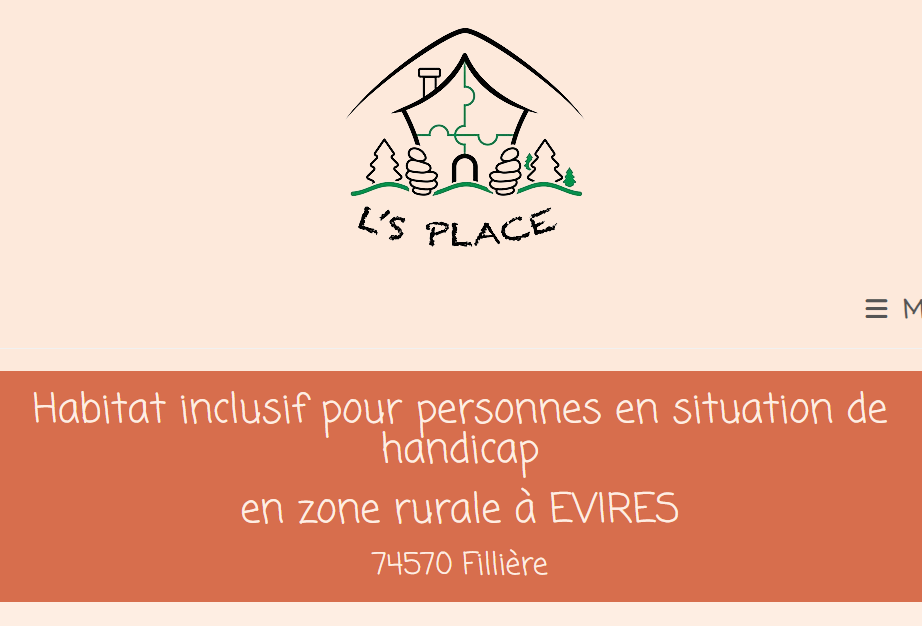 L'S PLACE
M
Habitat inclusif pour personnes en situation de
handicap
en zone rurale à EVIRES
74570 Fillière